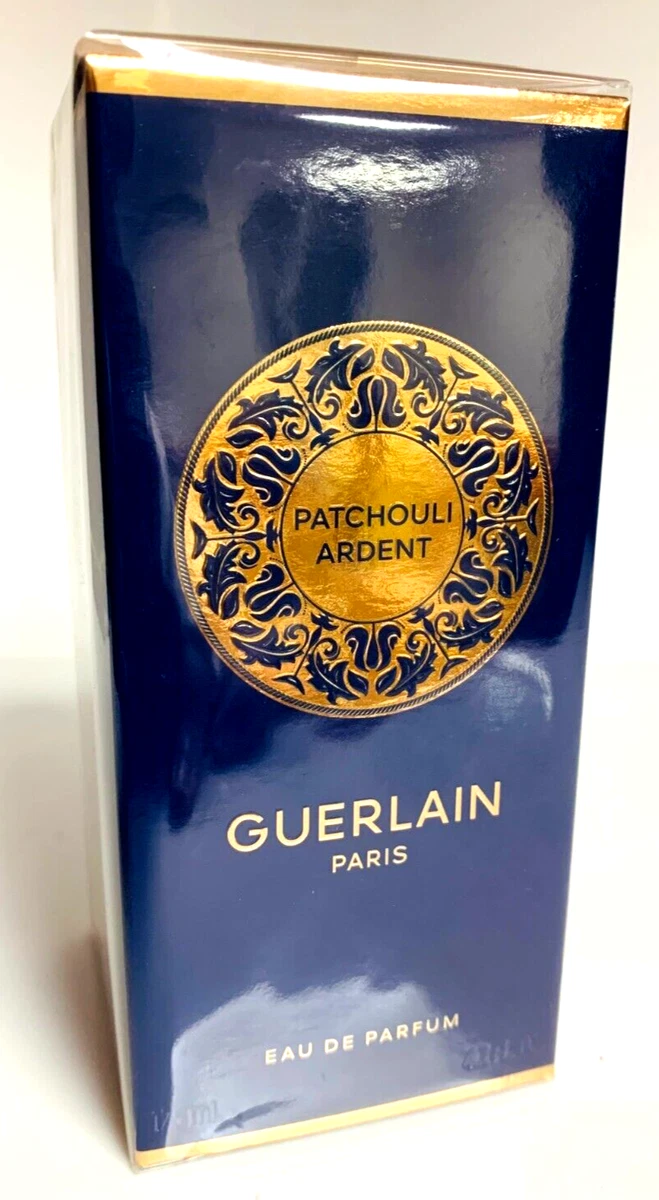 PATCHOULI
ARDENT
GUERLAIN
PARIS
EAU DE PARFUM